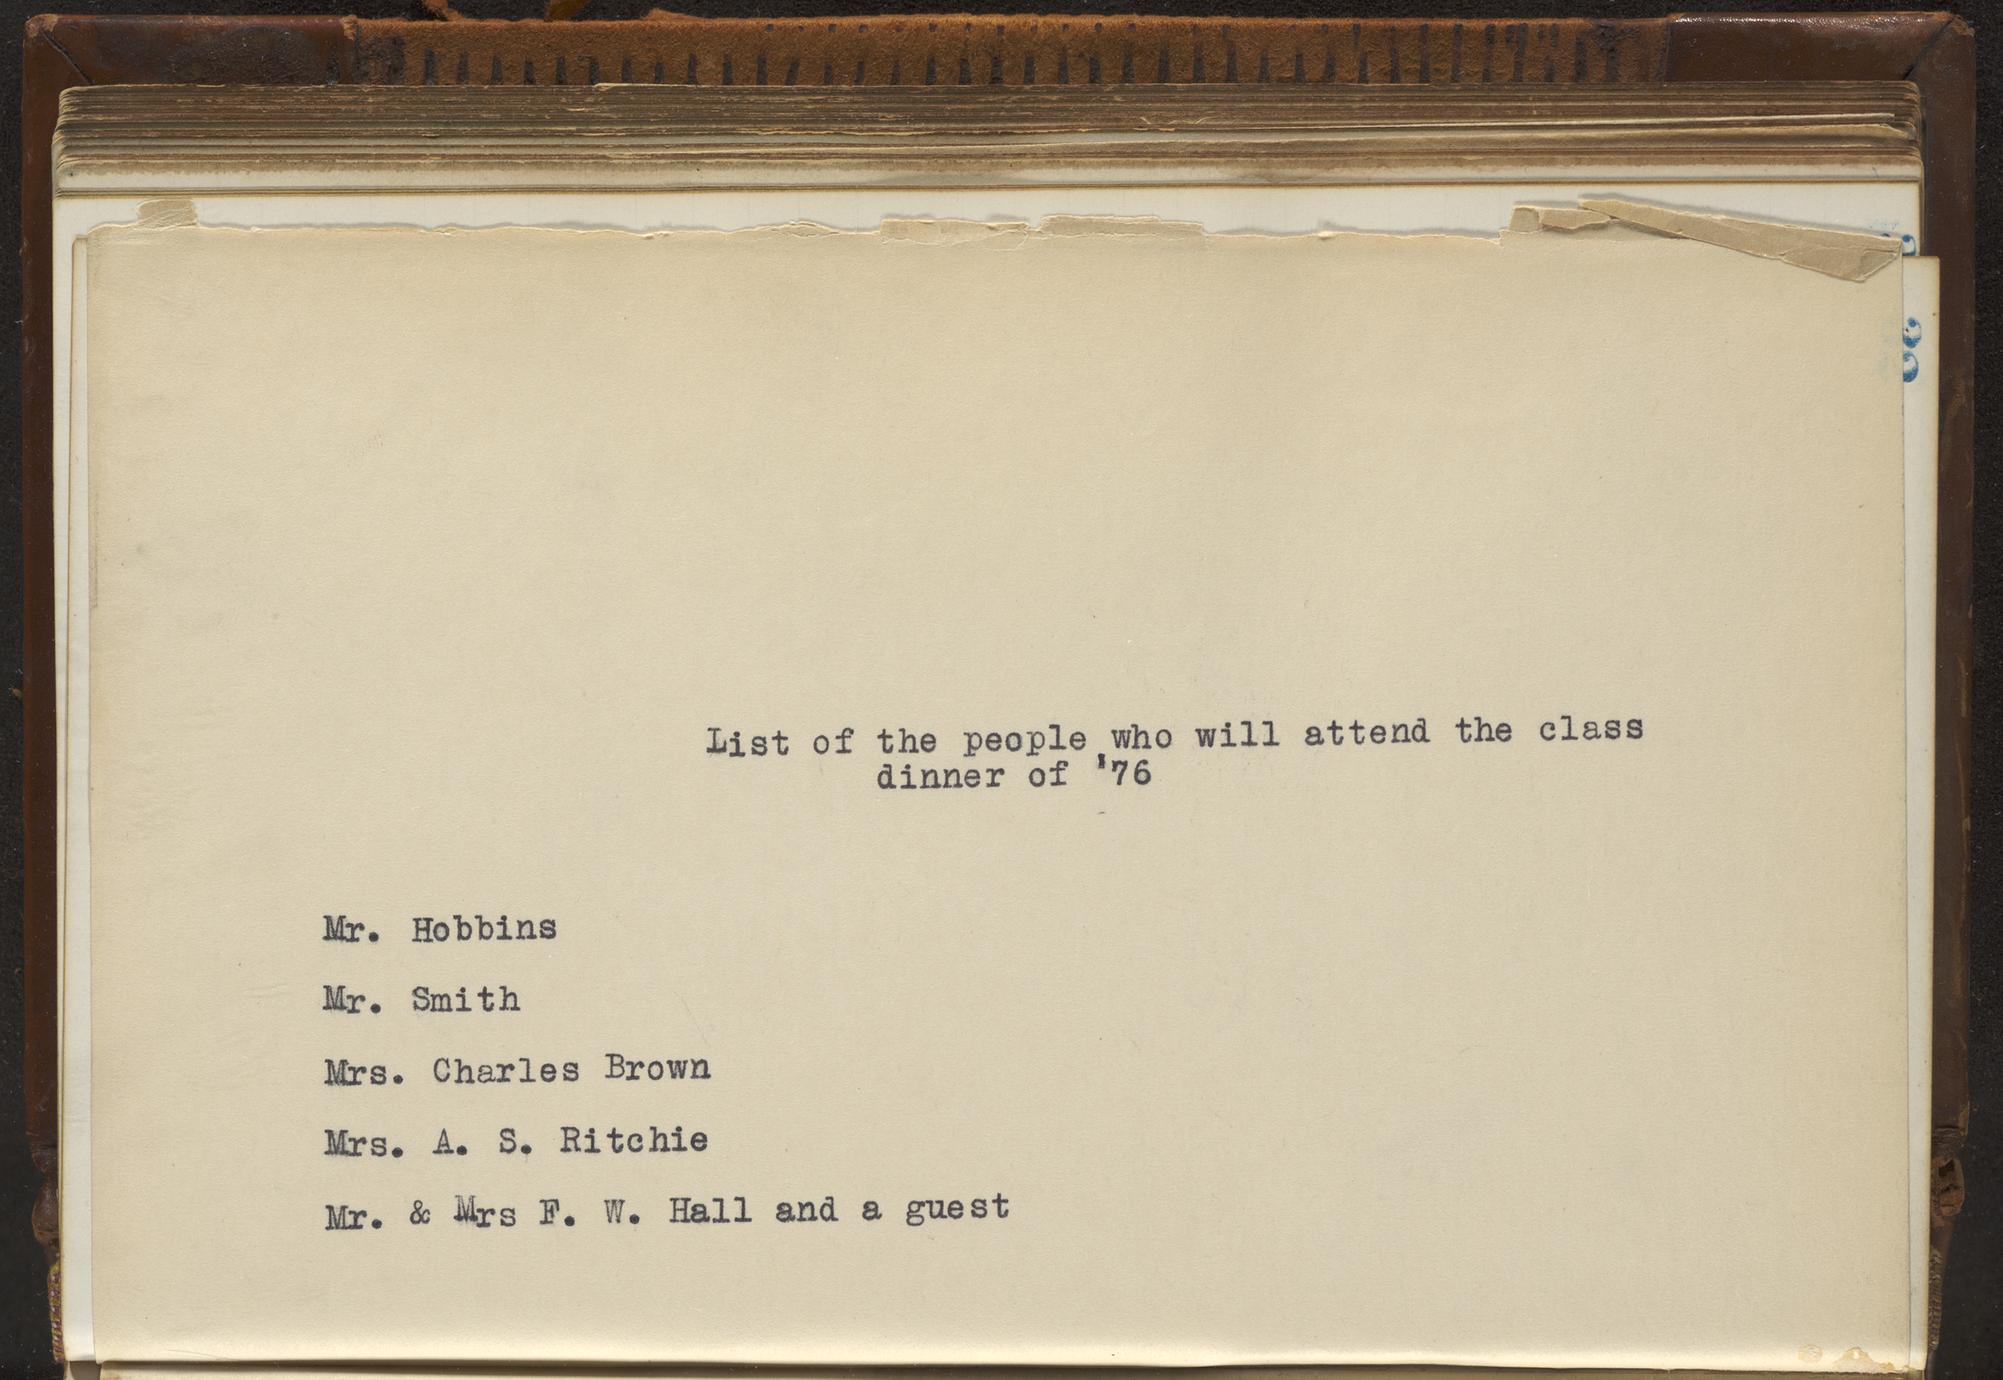 List of the people who will attend the class
dinner of '76
Mr. Hobbins
Mr. Smith
Mrs. Charles Brown
Mrs. A. S. Ritchie
Mr. & Mrs F. W. Hall and a guest